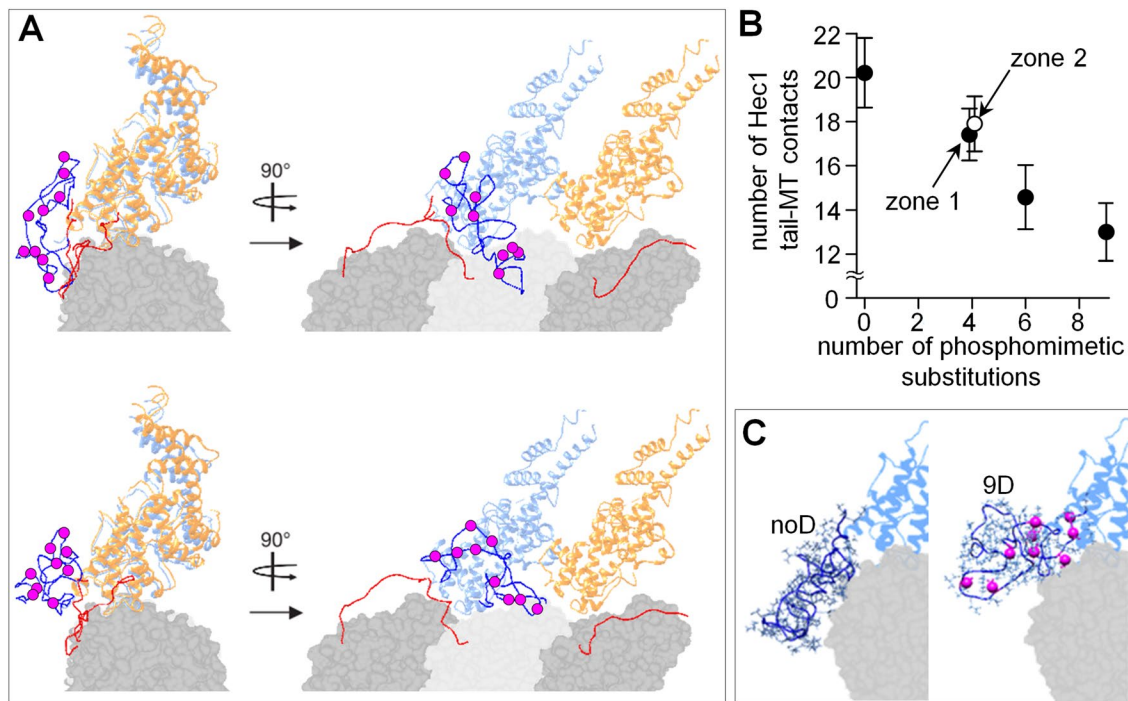 A
90°
90°
B
number of Hec1
tail-MT contacts
22
20
18
16
14
12
0
zone 2
zone 1
0 2 4 6 8
number of phosphomimetic
substitutions
C
noD
9D